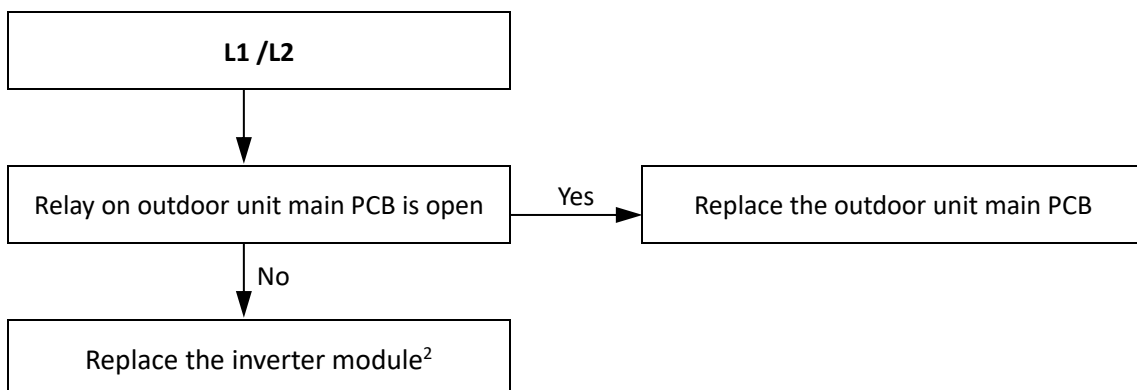 L1 /L2
Relay on outdoor unit main PCB is open
Yes
Replace the outdoor unit main PCB
No
Replace the inverter module²